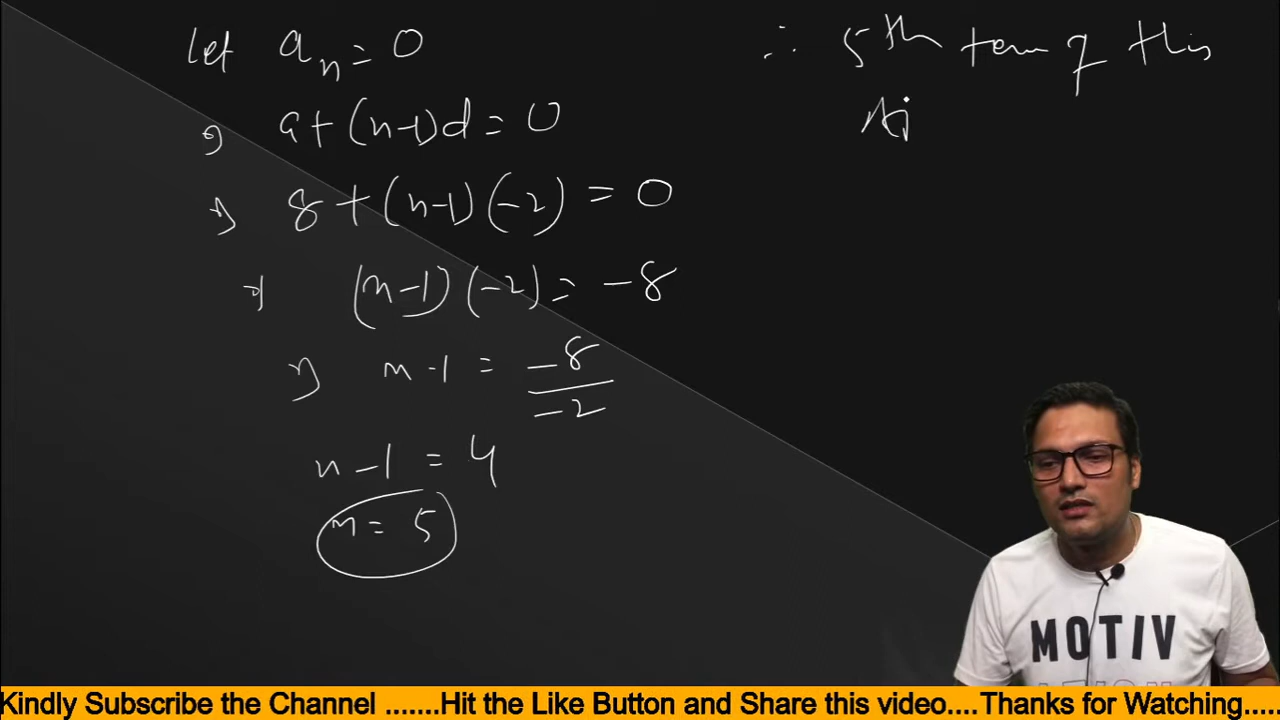 let aₙ = 0
⇒ a+(n-1)d = 0
⇒ 8+(n-1)(-2) = 0
⇒ (n-1)(-2) = -8
⇒ n-1 = -8/-2
n-1 = 4
n = 5
∴ 5th term of this
MOTIV
Kindly Subscribe the Channel .......Hit the Like Button and Share this video....Thanks for Watching.....